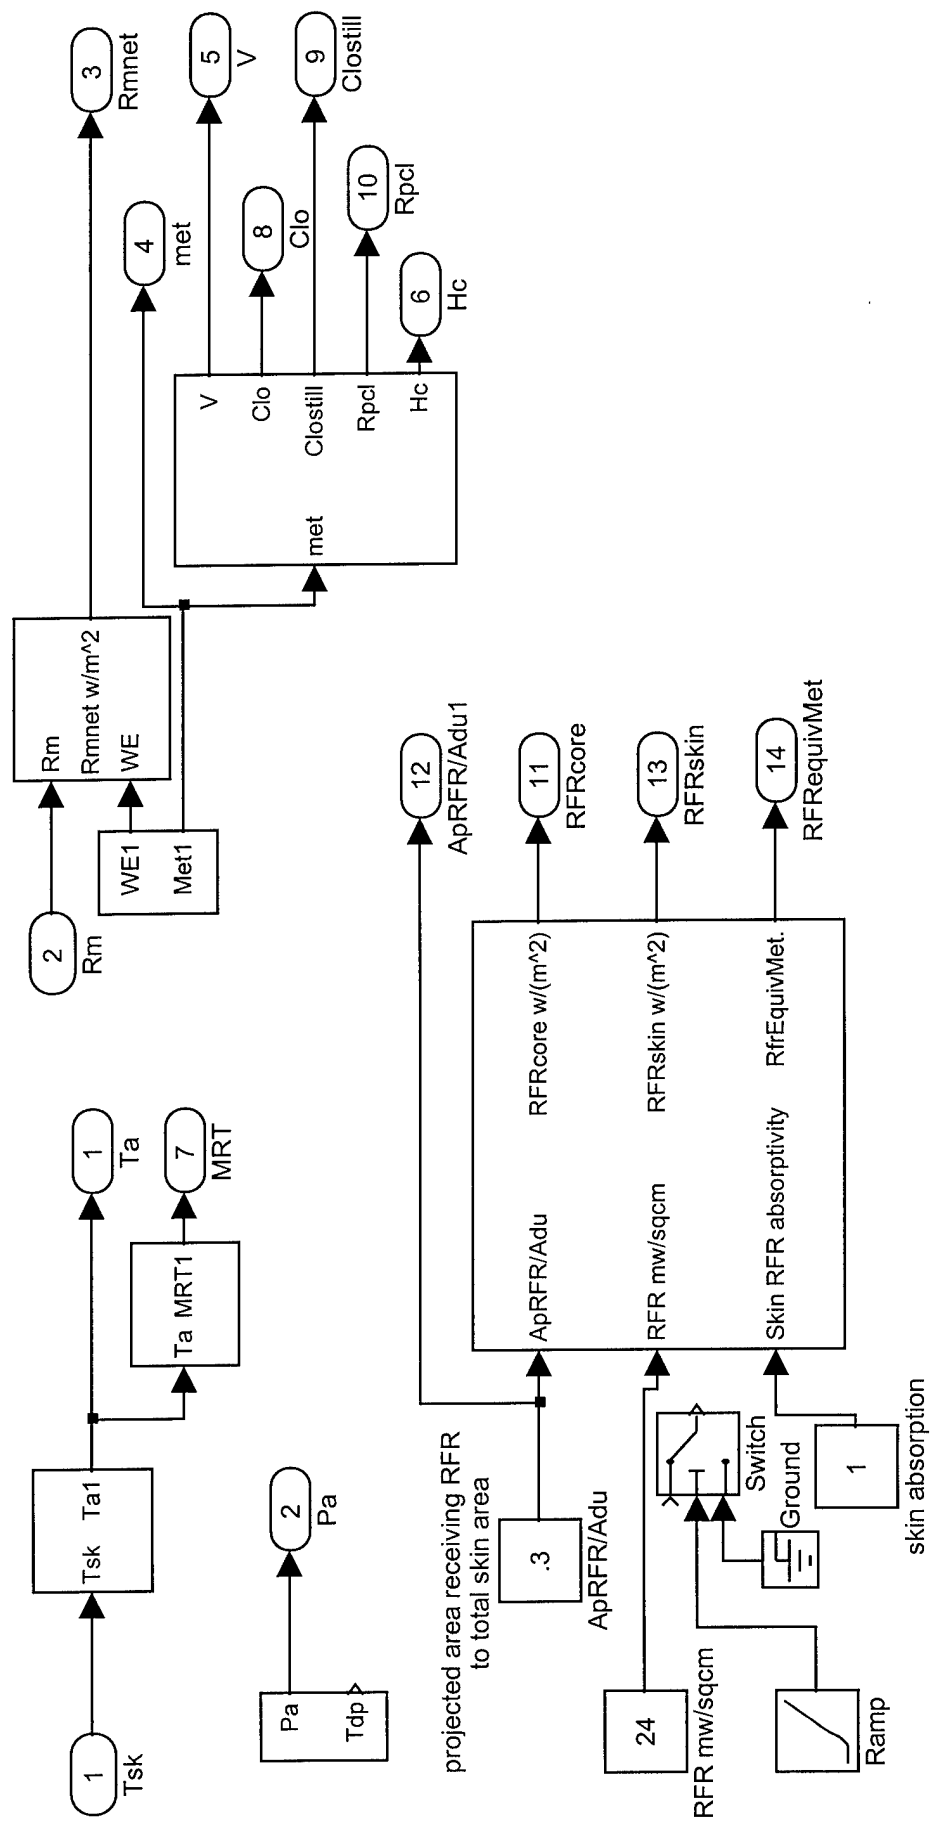 1
Tsk
Tsk Ta1
1
Ta
Ta MRT1
7
MRT
Pa
Tdp
2
Pa
2
Rm
WE1
Met1
Rm
Rmnet w/m^2
WE
3
Rmnet
4
met
met
V
Clo
Clostill
Rpcl
Hc
5
V
8
Clo
9
Clostill
10
Rpcl
6
Hc
projected area receiving RFR
to total skin area
.3
ApRFR/Adu
24
RFR mw/sqcm
Ramp
Ground
Switch
1
skin absorption
ApRFR/Adu
RFR mw/sqcm
Skin RFR absorptivity
RFRcore w/(m^2)
RFRskin w/(m^2)
RfrEquivMet.
12
ApRFR/Adu1
11
RFRcore
13
RFRskin
14
RFRequivMet